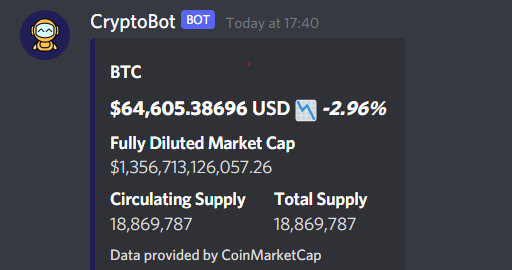 CryptoBot BOT Today at 17:40
BTC
$64,605.38696 USD 📉 -2.96%
Fully Diluted Market Cap
$1,356,713,126,057.26
Circulating Supply Total Supply
18,869,787 18,869,787
Data provided by CoinMarketCap